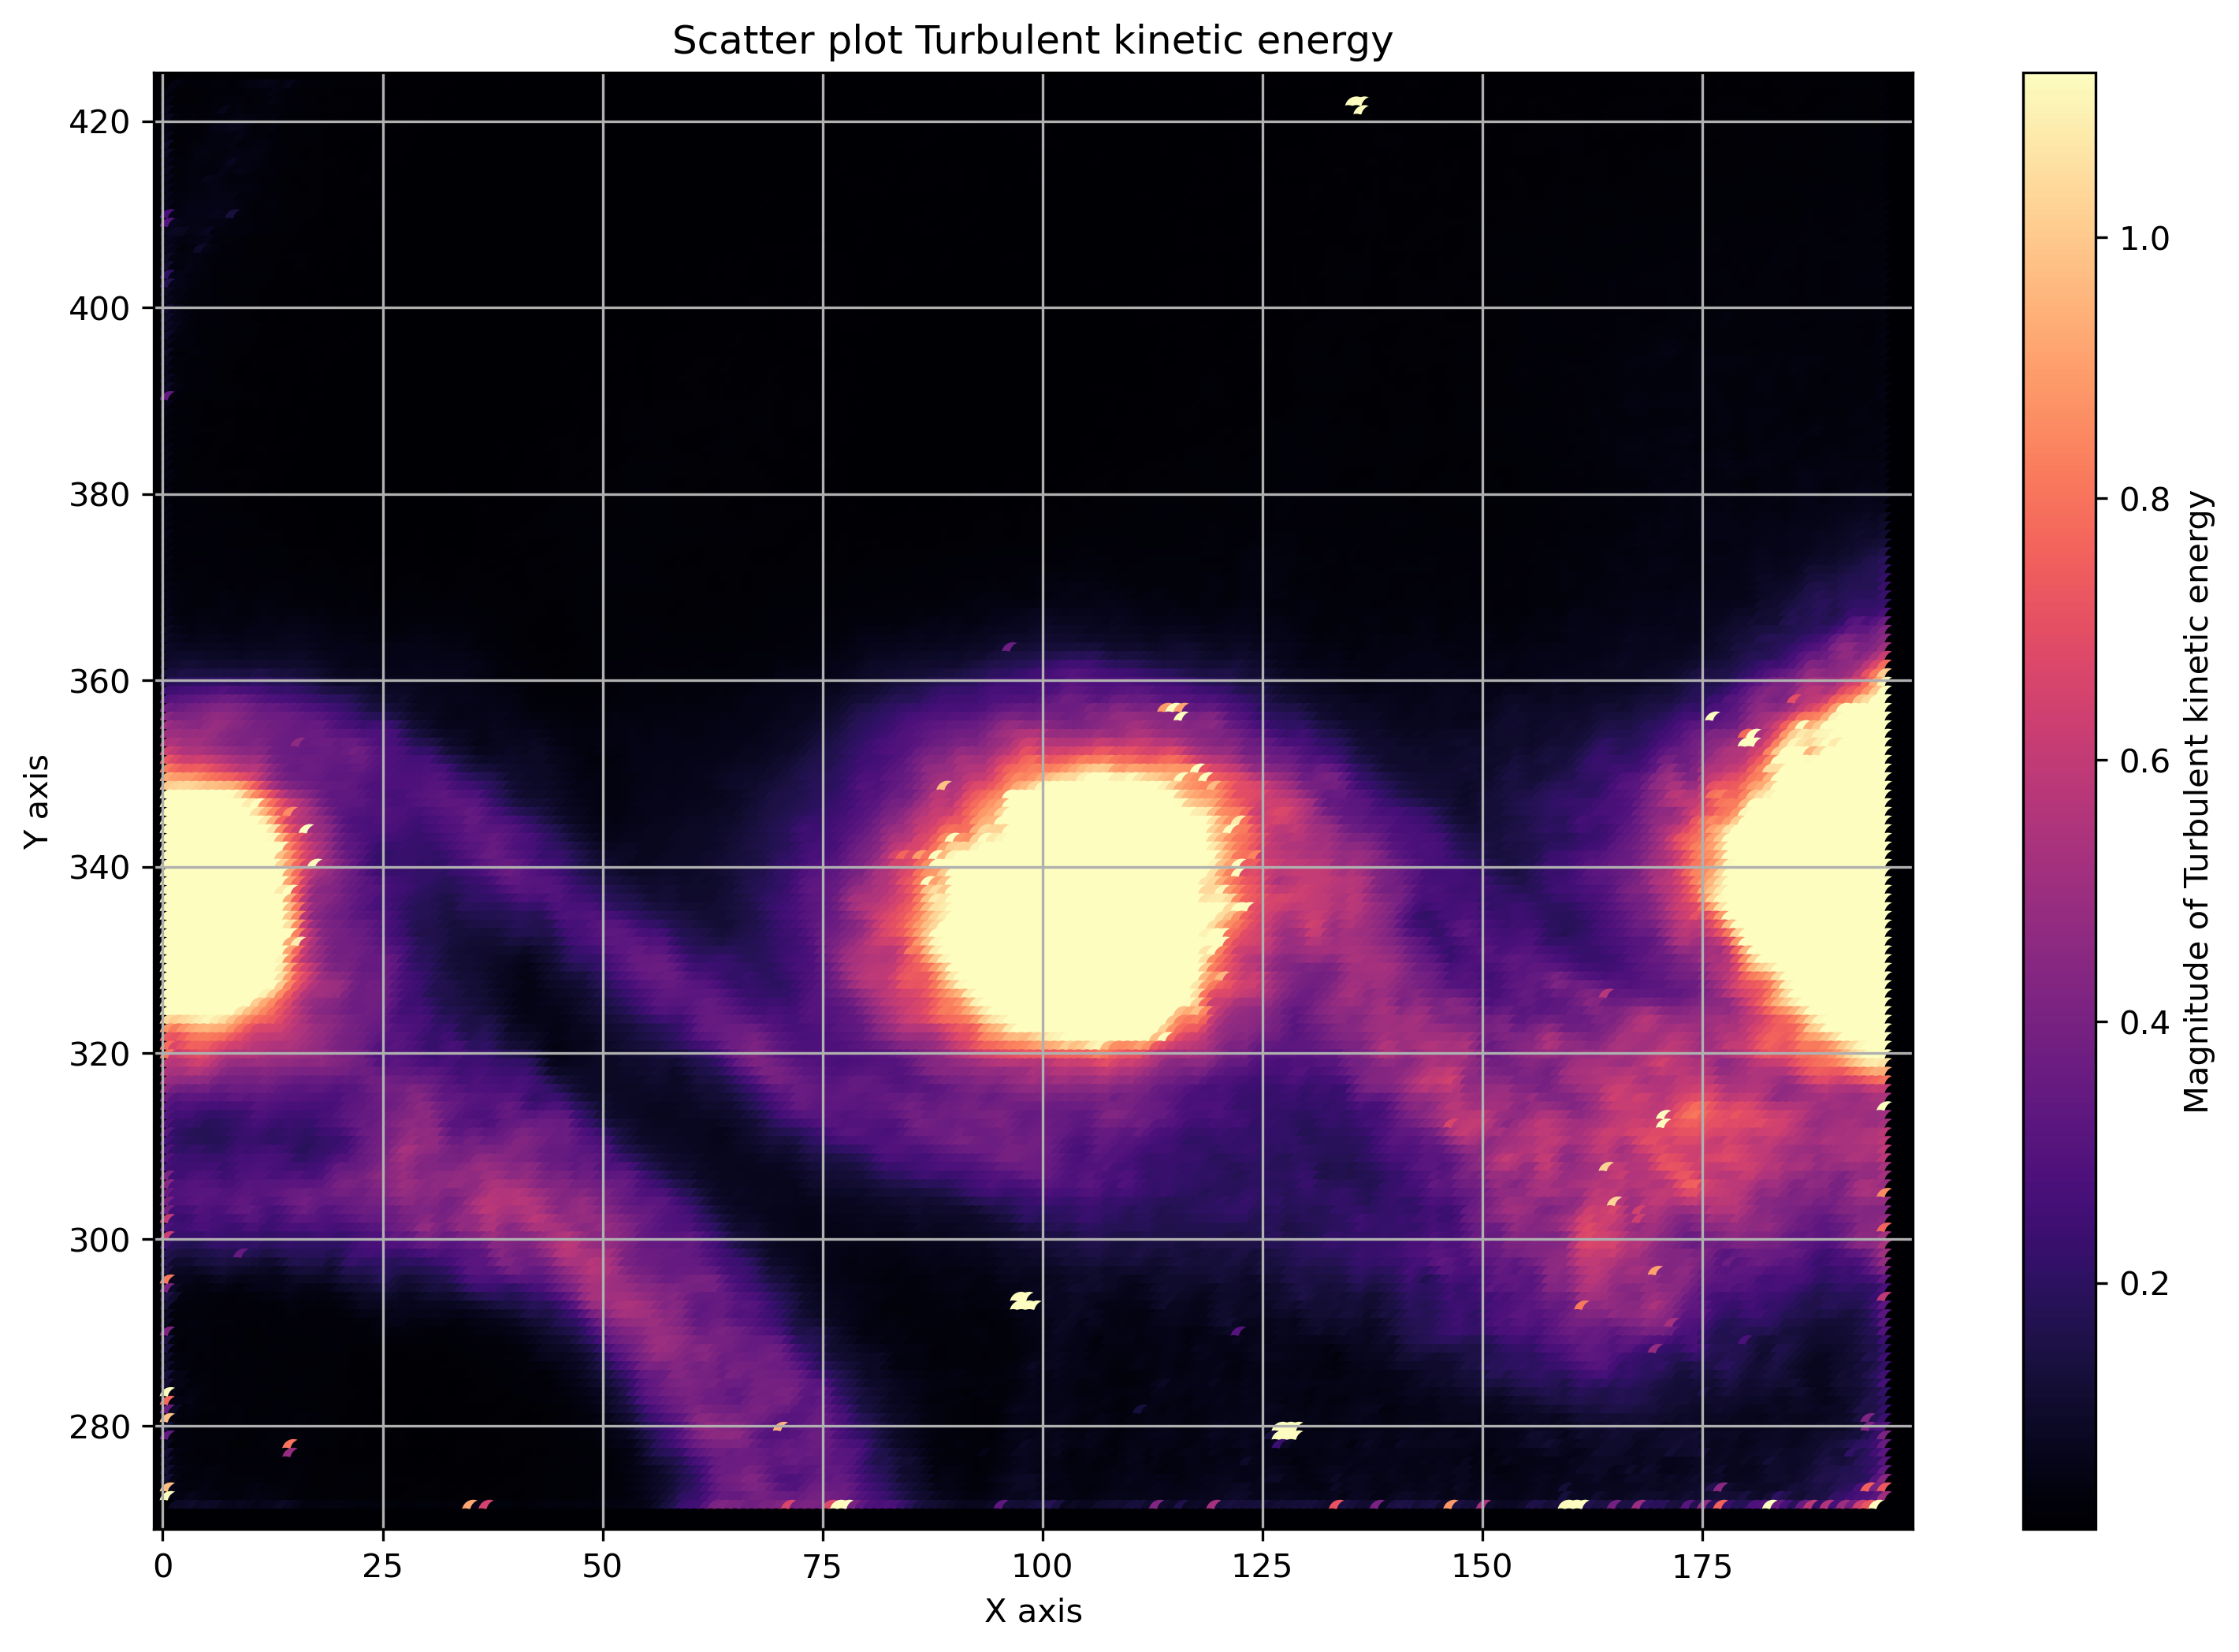 Scatter plot Turbulent kinetic energy
420
400
380
360
340
320
300
280
Y axis
0 25 50 75 100 125 150 175
X axis
1.0
0.8
0.6
0.4
0.2
Magnitude of Turbulent kinetic energy